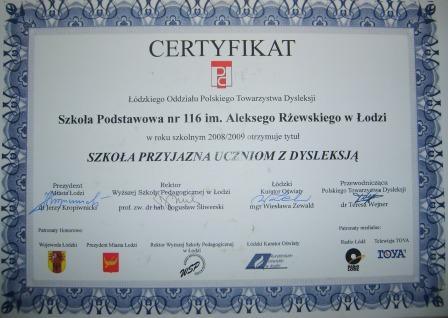 CERTYFIKAT
Łódzkiego Oddziału Polskiego Towarzystwa Dysleksji
Szkoła Podstawowa nr 116 im. Aleksego Rżewskiego w Łodzi
w roku szkolnym 2008/2009 otrzymuje tytuł
SZKOŁA PRZYJAZNA UCZNIOM Z DYSLEKSJĄ
Prezydent Rektor Łódzki Przewodnicząca
Miasta Łodzi Wyższej Szkoły Pedagogicznej w Łodzi Kurator Oświaty Polskiego Towarzystwa Dysleksji
dr Jerzy Kropiwnicki prof. zw. dr hab. Bogusław Śliwerski mgr Wiesława Zewald dr Teresa Wejner
Patronaty honorowe: Patronaty medialne:
Wojewoda Łódzki Prezydent Miasta Łodzi Rektor Wyższej Szkoły Pedagogicznej w Łodzi Łódzki Kurator Oświaty Radio Łódź Telewizja TOYA
WSP TOYA